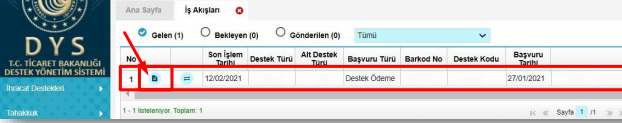 Ana Sayfa İş Akışları
Gelen (1) Bekleyen (0) Gönderilen (0) Tümü
DYS
T.C. TİCARET BAKANLIĞI
DESTEK YÖNETİM SİSTEMİ
İhracat Destekleri
Tahakkuk
No Son İşlem Tarihi Destek Türü Alt Destek Türü Başvuru Türü Barkod No Destek Kodu Başvuru Tarihi
1 12/02/2021 Destek Ödeme 27/01/2021
1 - 1 listeleniyor. Toplam: 1 Sayfa 1 /1